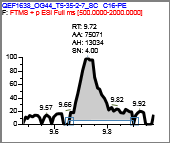 QEF1638_OG44_T5-35-2-7_SC C16-PE
F: FTMS + p ESI Full ms [500.0000-2000.0000]
RT: 9.72
AA: 75071
AH: 13034
SN: 4.00
100
80
60
40
20
0
9.57 9.66 9.82 9.92
9.6 9.8